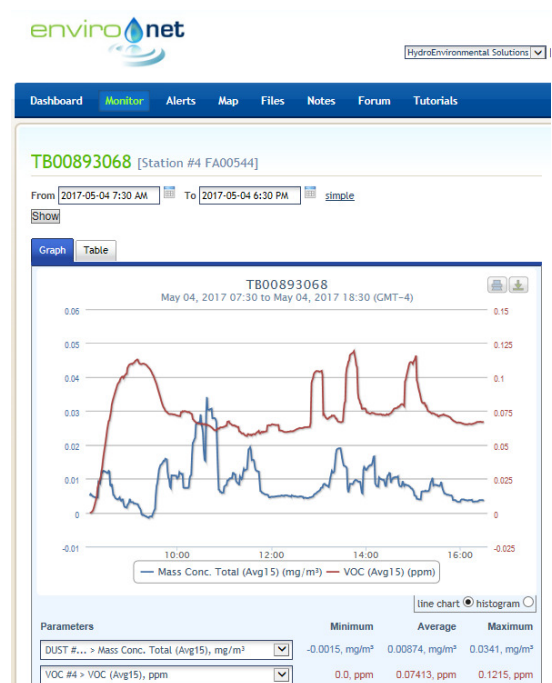 enviro net
HydroEnvironmental Solutions
Dashboard Monitor Alerts Map Files Notes Forum Tutorials
TB00893068 [Station #4 FA00544]
From 2017-05-04 7:30 AM To 2017-05-04 6:30 PM simple
Show
Graph Table
TB00893068
May 04, 2017 07:30 to May 04, 2017 18:30 (GMT-4)
0.06 0.15
0.05 0.125
0.04 0.1
0.03 0.075
0.02 0.05
0.01 0.025
0 0
-0.01 -0.025
10:00 12:00 14:00 16:00
Mass Conc. Total (Avg15) (mg/m³) VOC (Avg15) (ppm)
line chart histogram
Parameters Minimum Average Maximum
DUST #... > Mass Conc. Total (Avg15), mg/m³ -0.0015, mg/m³ 0.00874, mg/m³ 0.0341, mg/m³
VOC #4 > VOC (Avg15), ppm 0.0, ppm 0.07413, ppm 0.1215, ppm